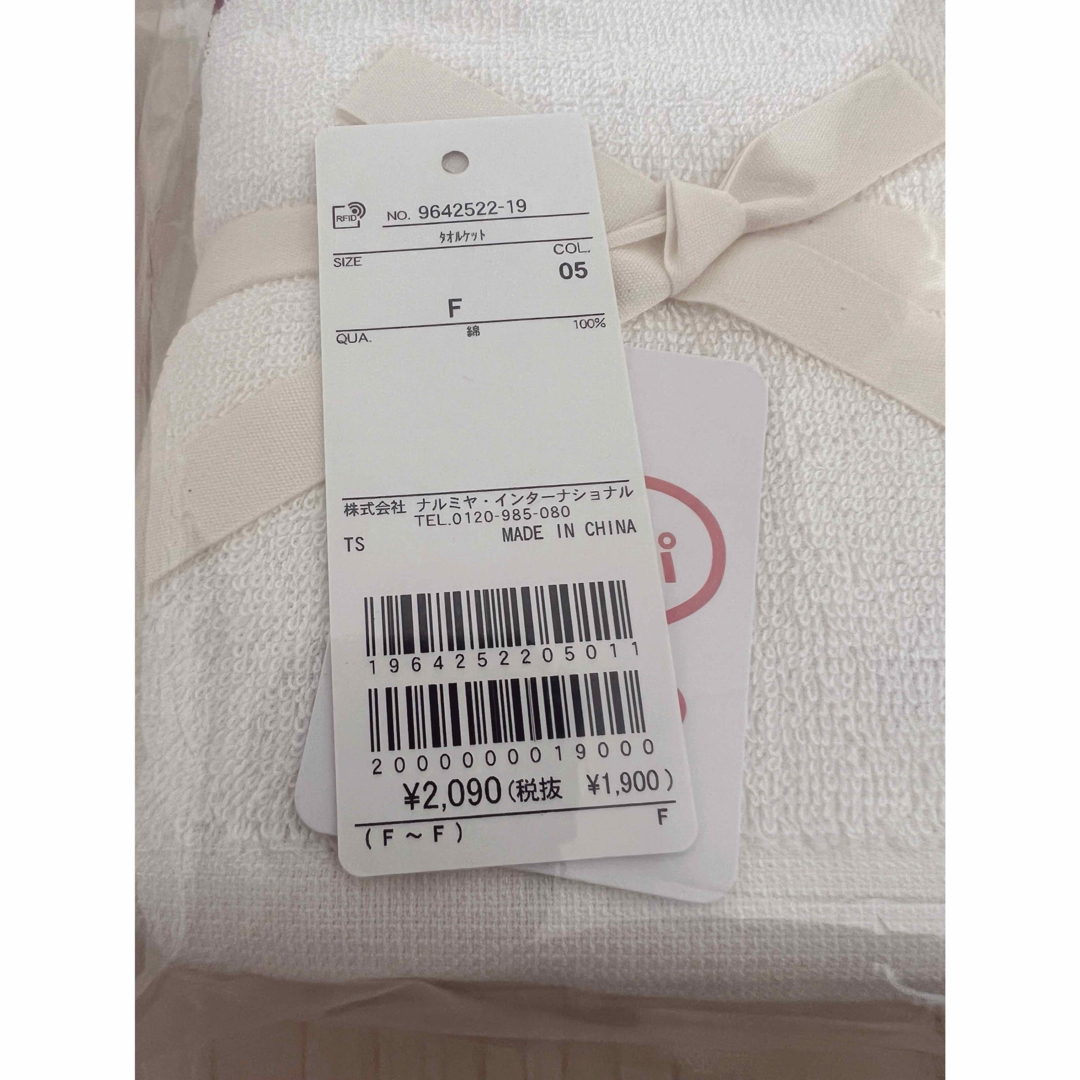 RFID NO. 9642522-19
ﾀｵﾙｹｯﾄ
SIZE COL.
05
F
QUA. 綿 100%
株式会社 ナルミヤ・インターナショナル
TEL.0120-985-080
TS MADE IN CHINA
1964252205011
2000000019000
¥2,090(税抜 ¥1,900)
(F~F) F
i